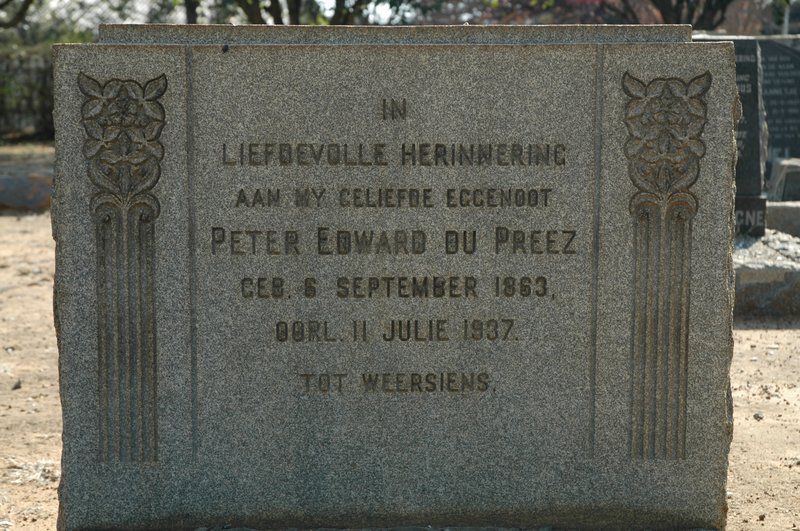 IN
LIEFDEVOLLE HERINNERING
AAN MY GELIEFDE EGGENOOT
PETER EDWARD DU PREEZ
GEB. 6 SEPTEMBER 1863,
OORL. 11 JULIE 1937.
TOT WEERSIENS.